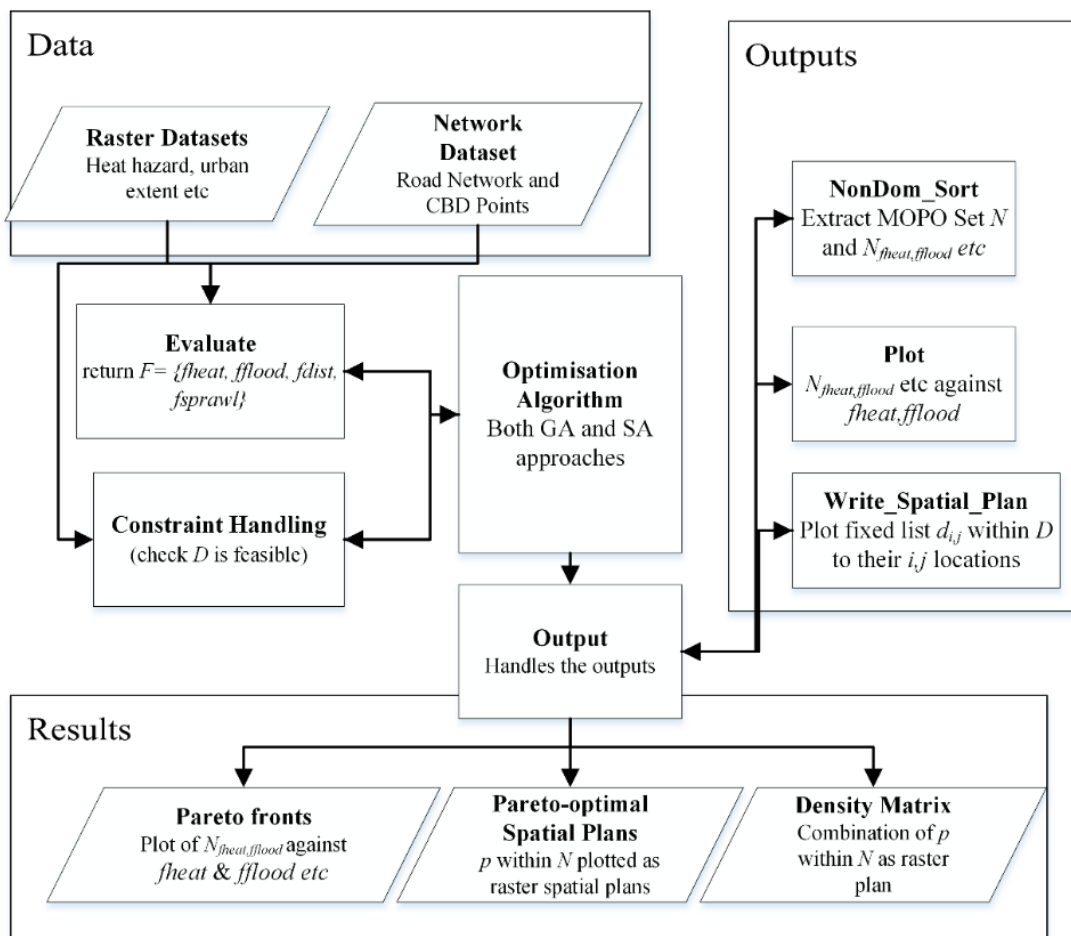 Data
Raster Datasets
Heat hazard, urban
extent etc
Network
Dataset
Road Network and
CBD Points
Evaluate
return F= {fheat, fflood, fdist,
fsprawl}
Constraint Handling
(check D is feasible)
Optimisation
Algorithm
Both GA and SA
approaches
Output
Handles the outputs
Outputs
NonDom_Sort
Extract MOPO Set N
and Nfheat,fflood etc
Plot
Nfheat,fflood etc against
fheat,fflood
Write_Spatial_Plan
Plot fixed list di,j within D
to their i,j locations
Results
Pareto fronts
Plot of Nfheat,fflood against
fheat & fflood etc
Pareto-optimal
Spatial Plans
p within N plotted as
raster spatial plans
Density Matrix
Combination of p
within N as raster
plan